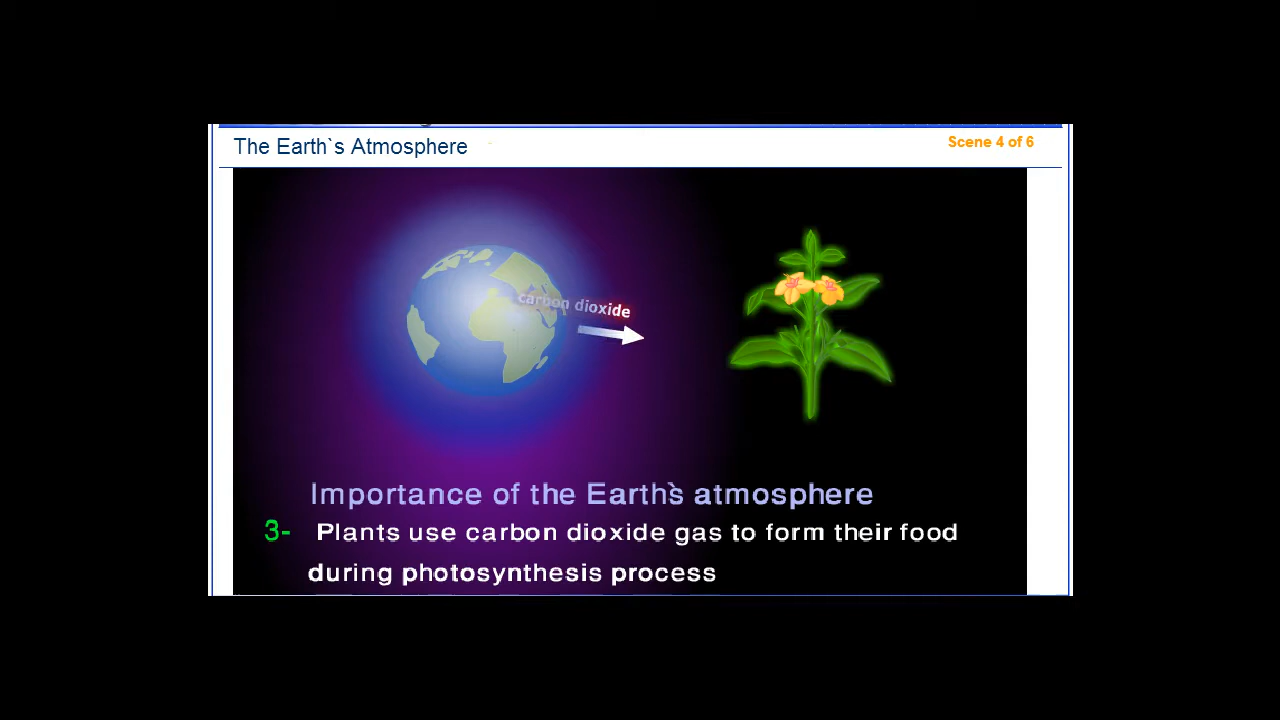 The Earth`s Atmosphere
Scene 4 of 6
carbon dioxide
Importance of the Earth`s atmosphere
3- Plants use carbon dioxide gas to form their food
during photosynthesis process